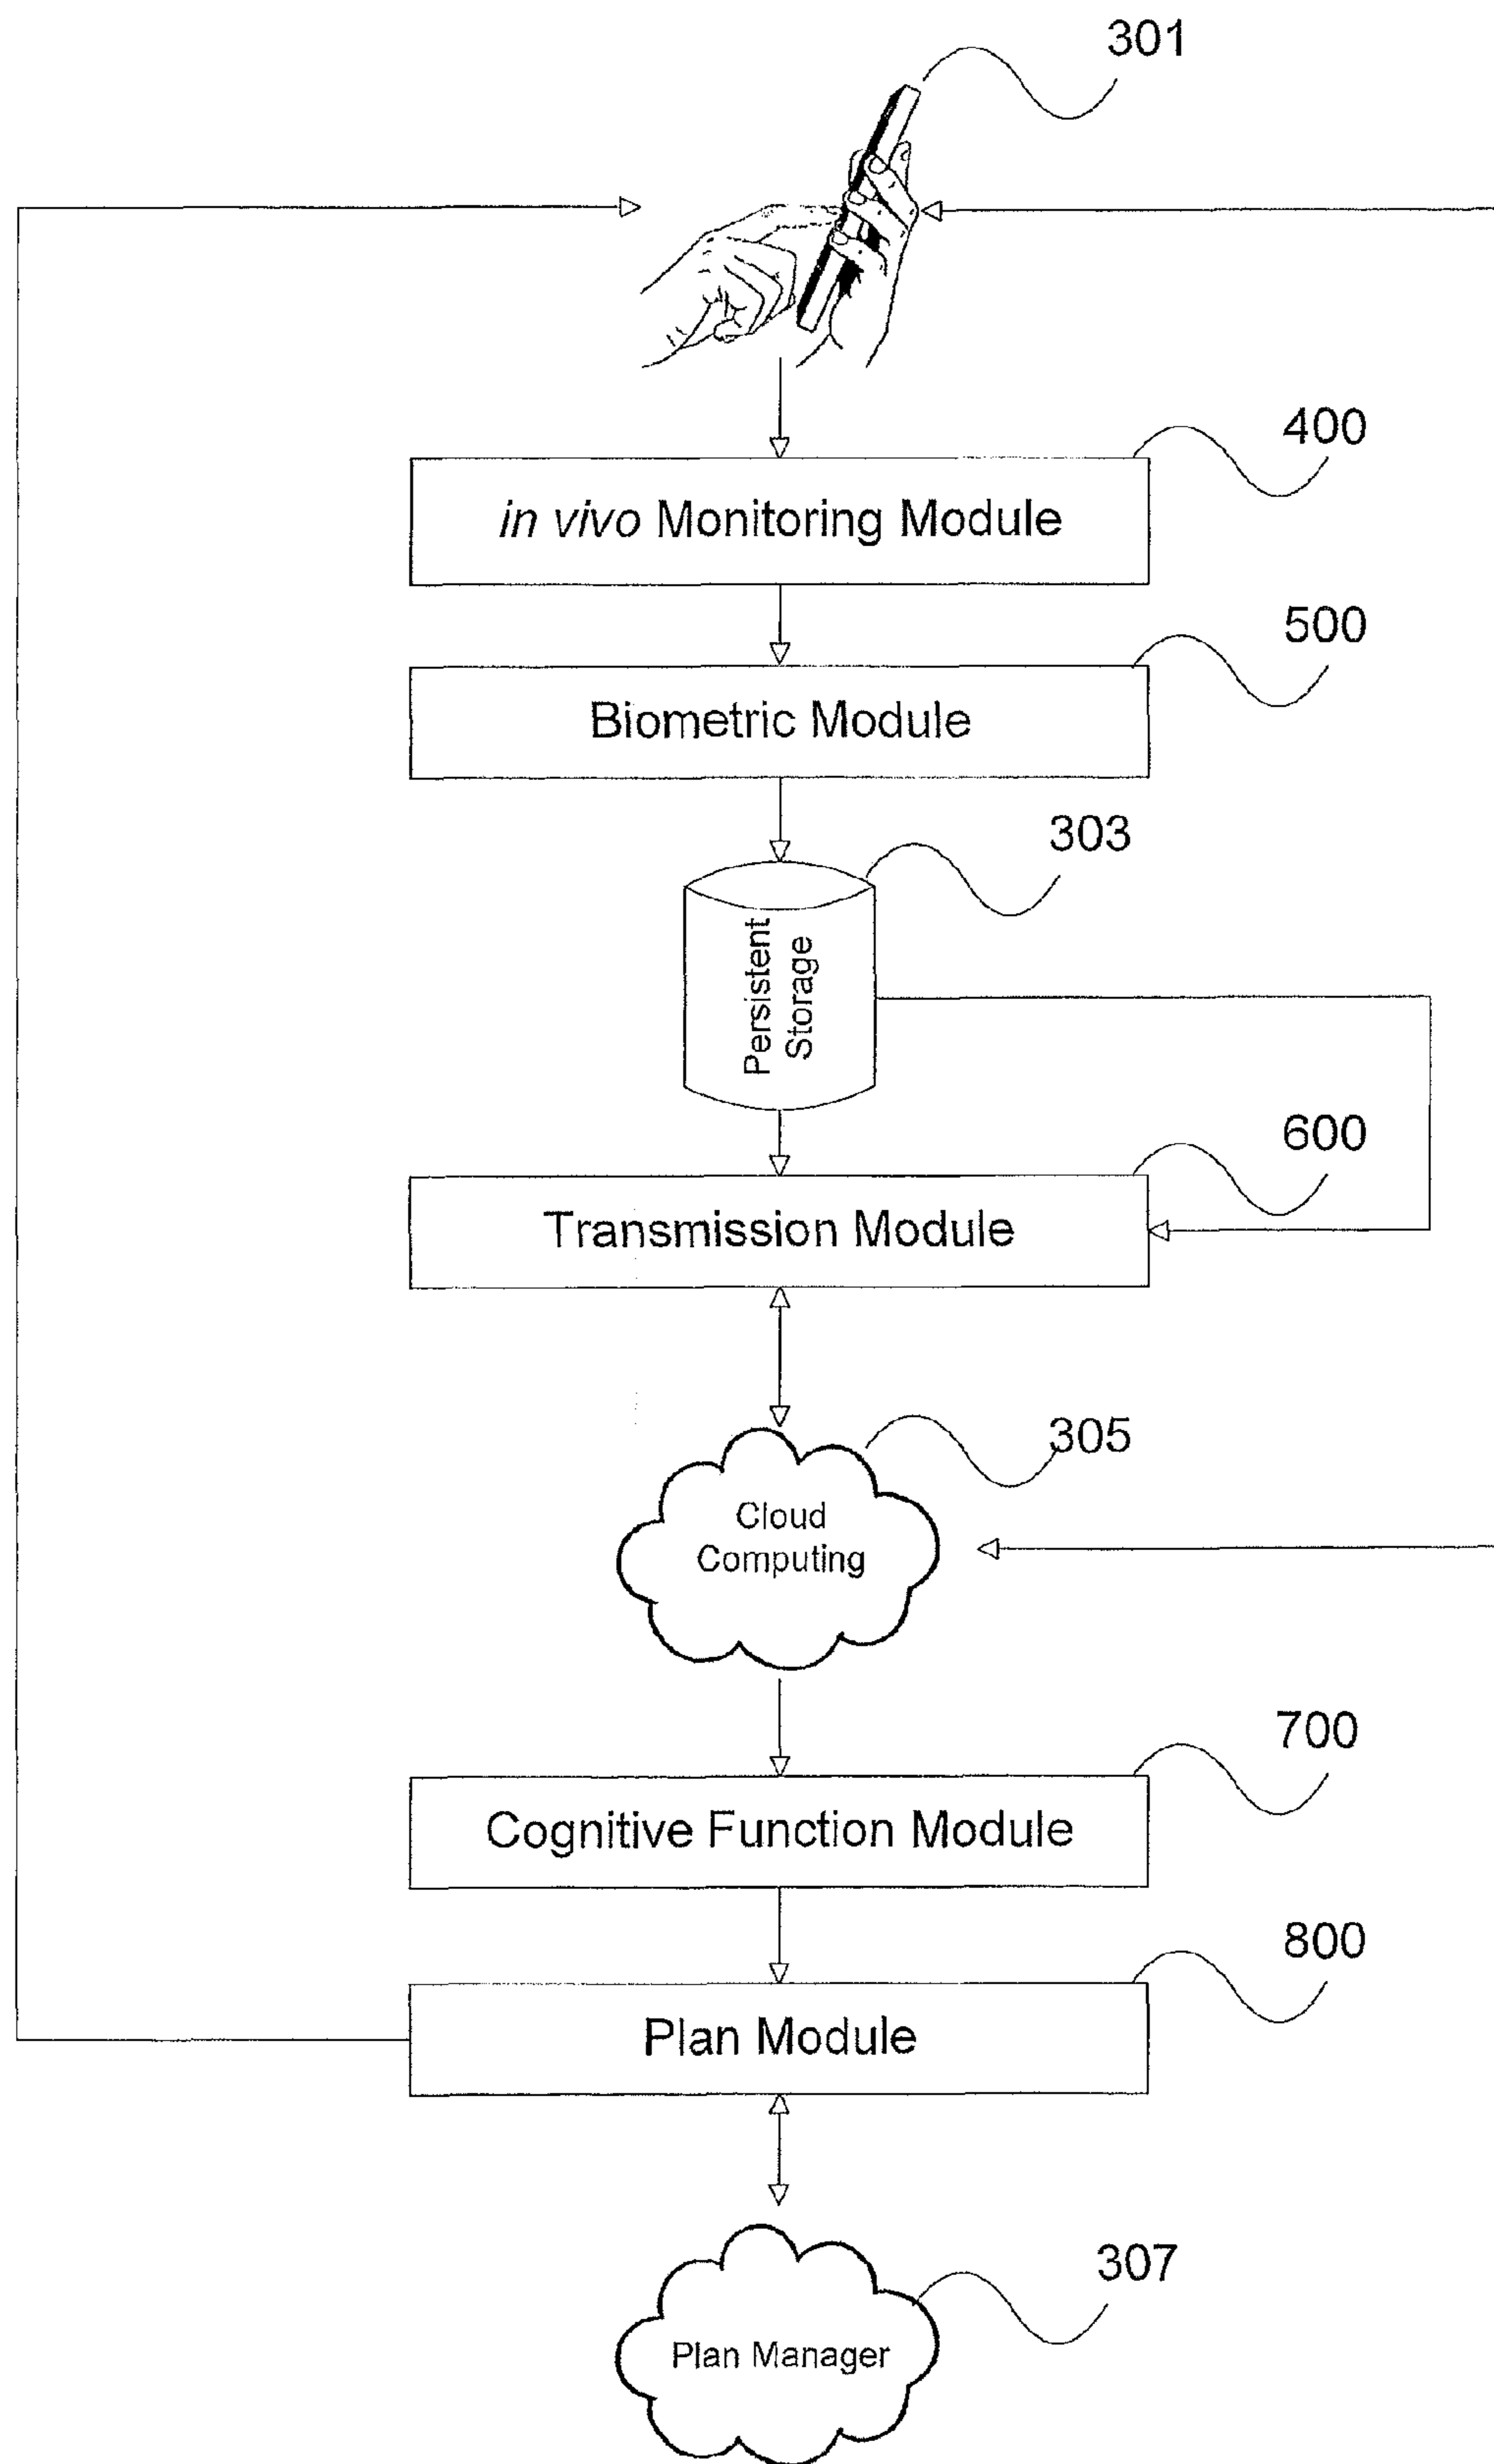 301
400
in vivo Monitoring Module
500
Biometric Module
303
Persistent
Storage
600
Transmission Module
305
Cloud
Computing
700
Cognitive Function Module
800
Plan Module
307
Plan Manager